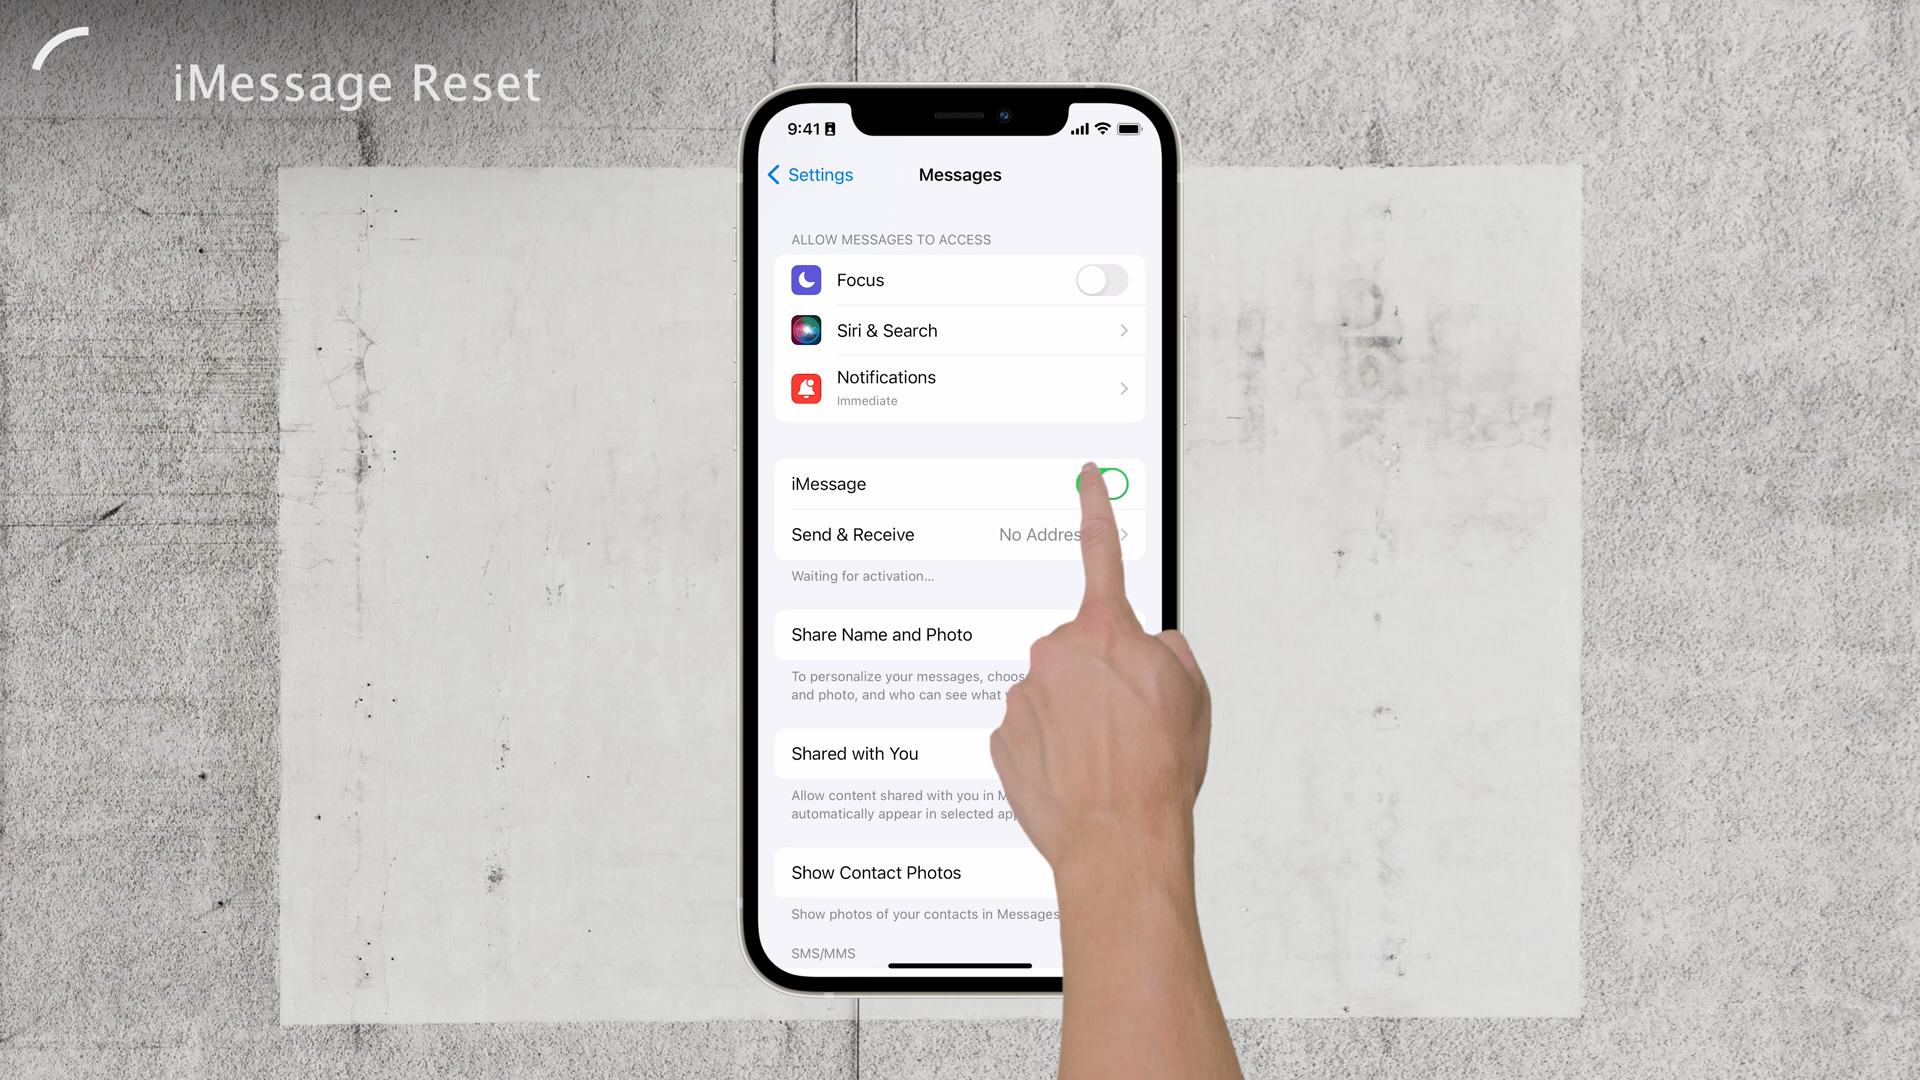 iMessage Reset
9:41
Settings
Messages
ALLOW MESSAGES TO ACCESS
Focus
Siri & Search
Notifications
Immediate
iMessage
Send & Receive
No
Waiting for activation...
Share Name and Photo
To personalize your messages,
and photo, and who can see what
Shared with You
Allow content shared with you in
automatically appear in selected
Show Contact Photos
Show photos of your contacts in Messages
SMS/MMS